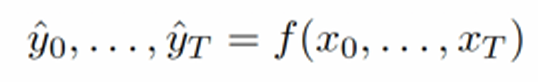 ŷ₀, . . . , ŷ_T = f(x₀, . . . , x_T)